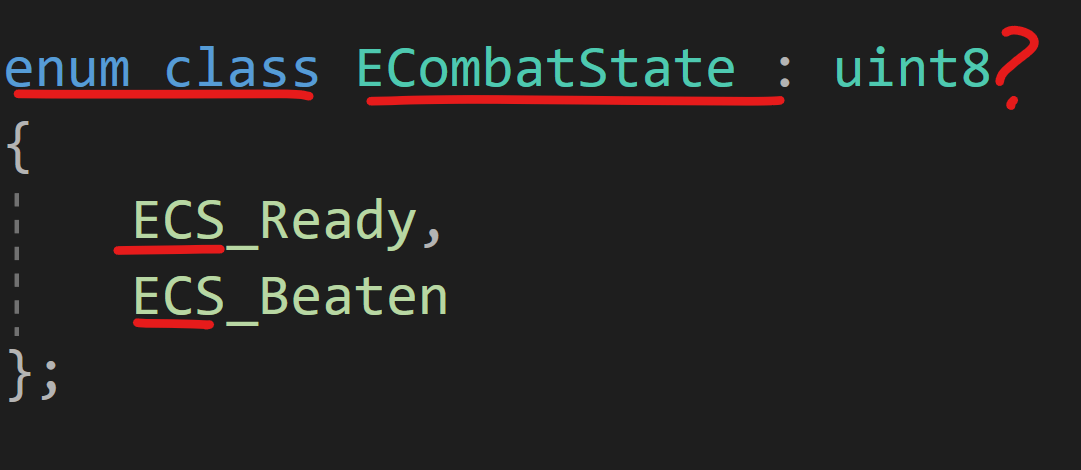 enum class ECombatState : uint8?
{
ECS_Ready,
ECS_Beaten
};